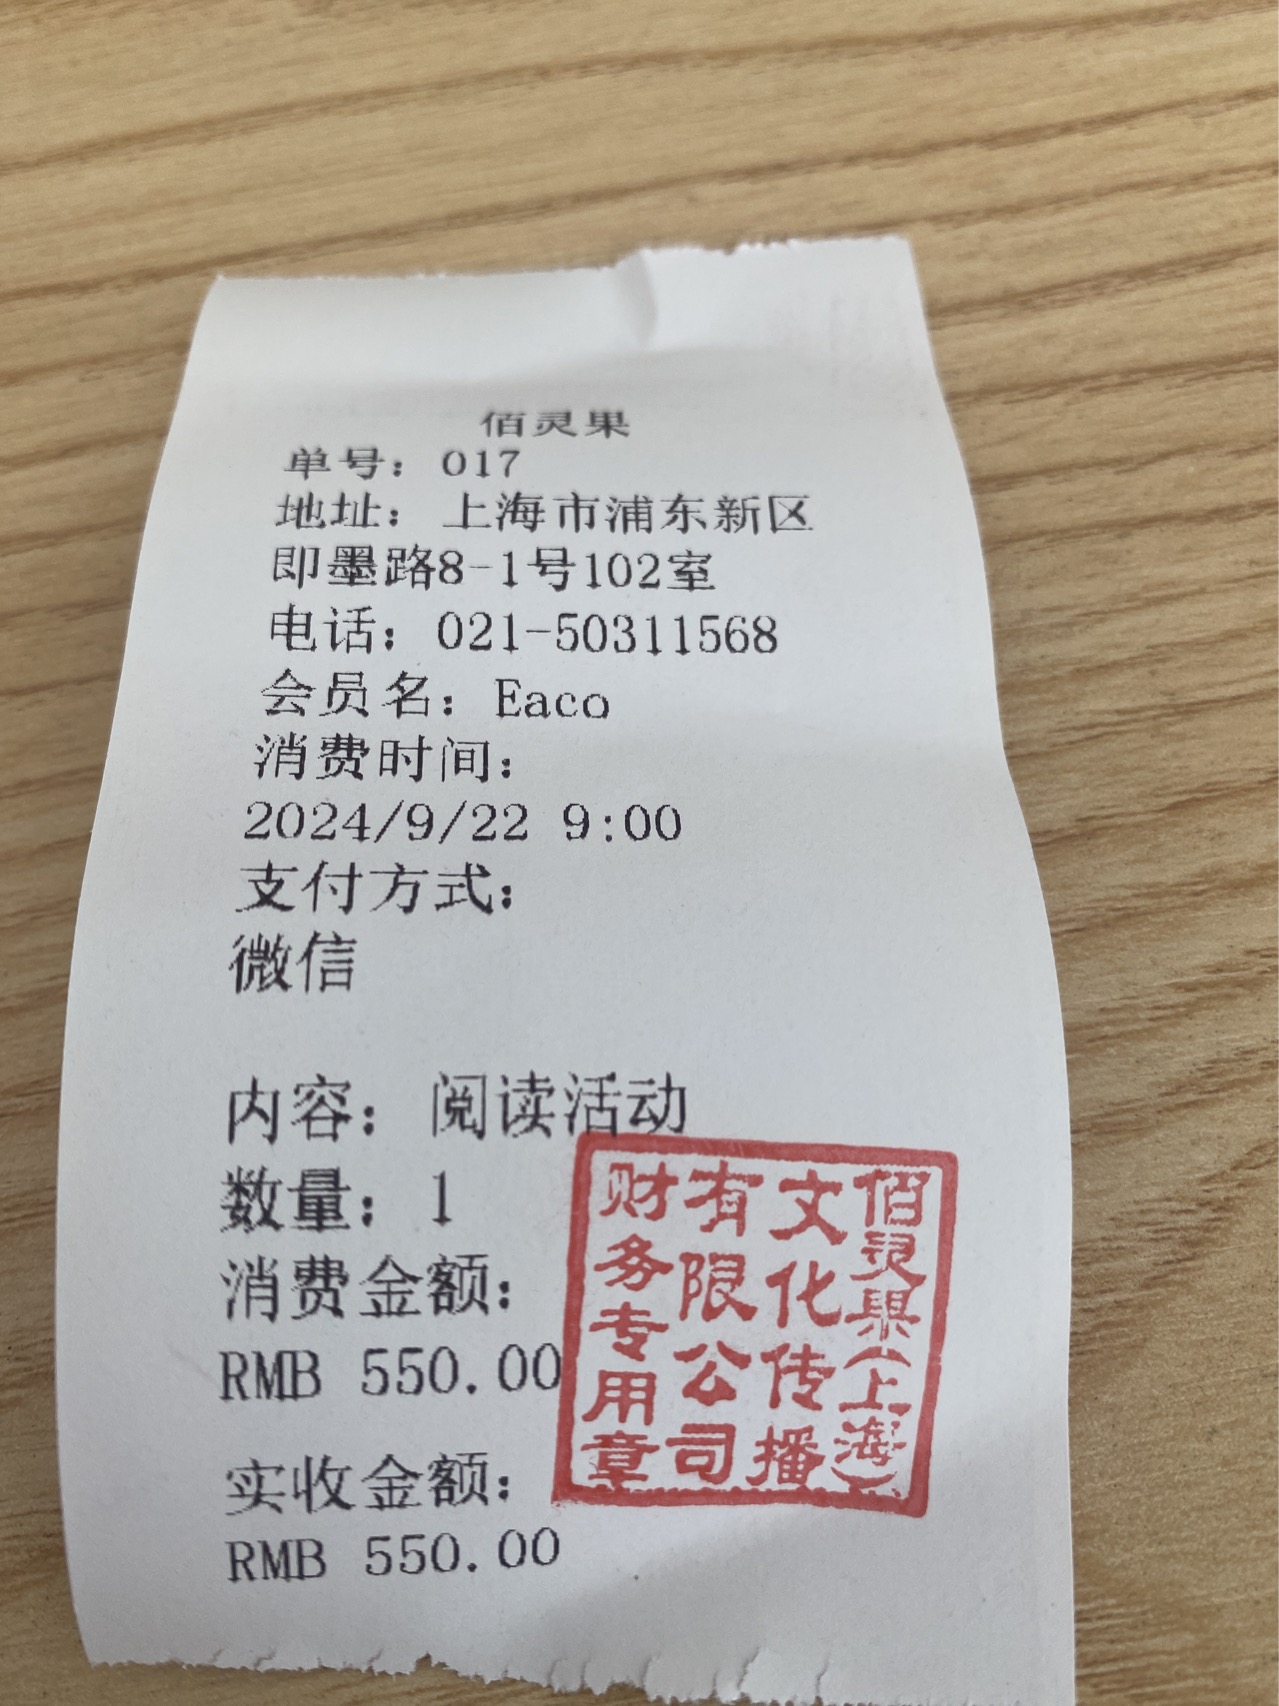 佰灵果
单号：017
地址：上海市浦东新区
即墨路8-1号102室
电话：021-50311568
会员名：Eaco
消费时间：
2024/9/22 9:00
支付方式：
微信
内容：阅读活动
数量：1
消费金额：
RMB 550.00
实收金额：
RMB 550.00
佰灵果(上海)
文化传播
有限公司
财务专用章